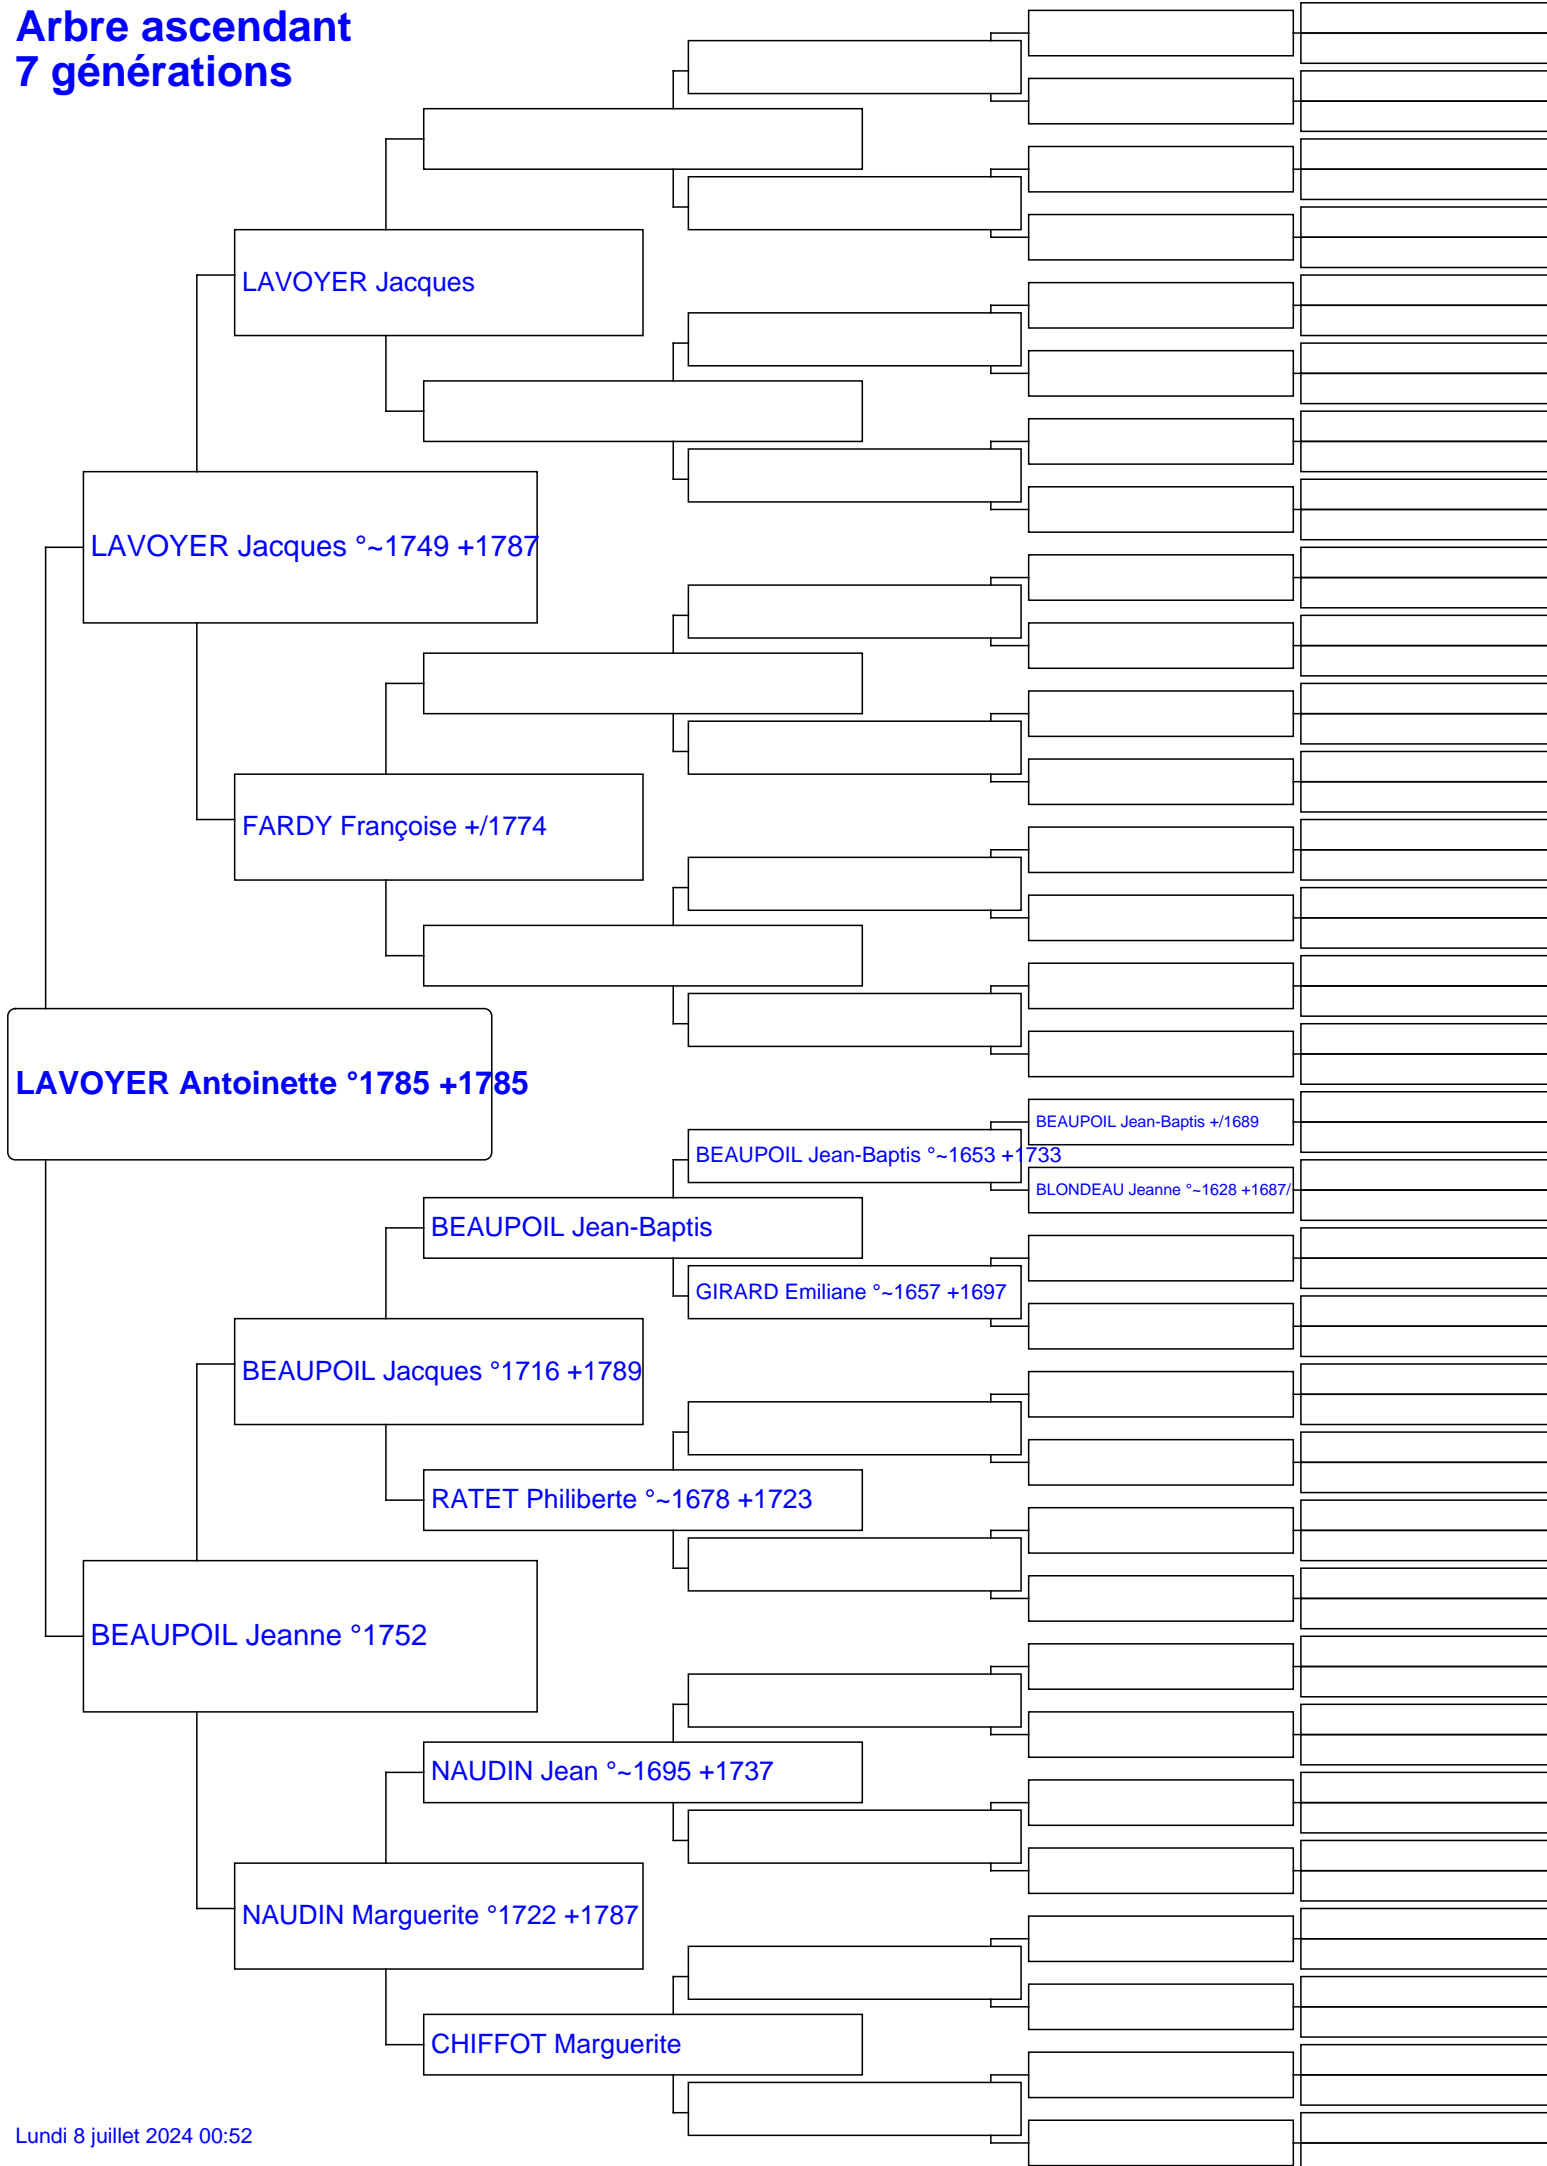 Arbre ascendant
7 générations
LAVOYER Jacques
LAVOYER Jacques °~1749 +1787
FARDY Françoise +/1774
LAVOYER Antoinette °1785 +1785
BEAUPOIL Jean-Baptis +/1689
BEAUPOIL Jean-Baptis °~1653 +1733
BLONDEAU Jeanne °~1628 +1687/
BEAUPOIL Jean-Baptis
GIRARD Emiliane °~1657 +1697
BEAUPOIL Jacques °1716 +1789
RATET Philiberte °~1678 +1723
BEAUPOIL Jeanne °1752
NAUDIN Jean °~1695 +1737
NAUDIN Marguerite °1722 +1787
CHIFFOT Marguerite
Lundi 8 juillet 2024 00:52